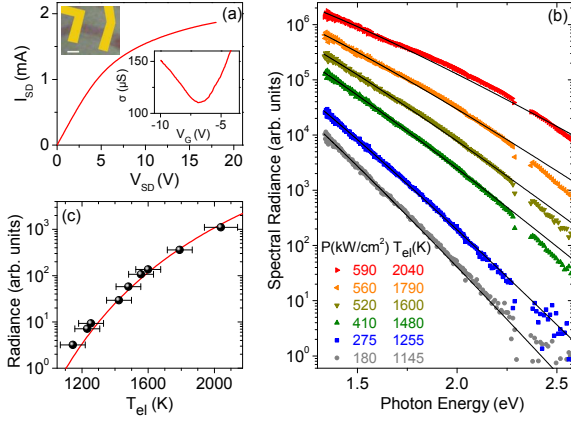 (a)
I_SD (mA)
2
1
0
0 5 10 15 20
V_SD (V)
σ (μS)
150
100
-10 -5
V_G (V)
(b)
Spectral Radiance (arb. units)
10^6
10^5
10^4
10^3
10^2
10^1
10^0
P(kW/cm²) T_el(K)
590 2040
560 1790
520 1600
410 1480
275 1255
180 1145
1.5 2.0 2.5
Photon Energy (eV)
(c)
Radiance (arb. units)
10^3
10^2
10^1
10^0
1200 1600 2000
T_el (K)